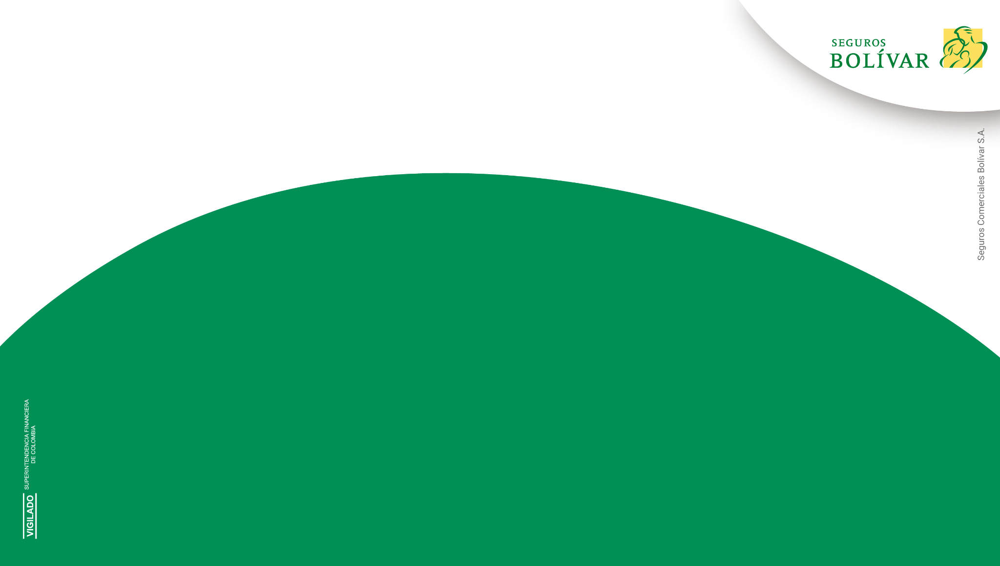 SEGUROS
BOLÍVAR
Seguros Comerciales Bolívar S.A.
VIGILADO
SUPERINTENDENCIA FINANCIERA
DE COLOMBIA